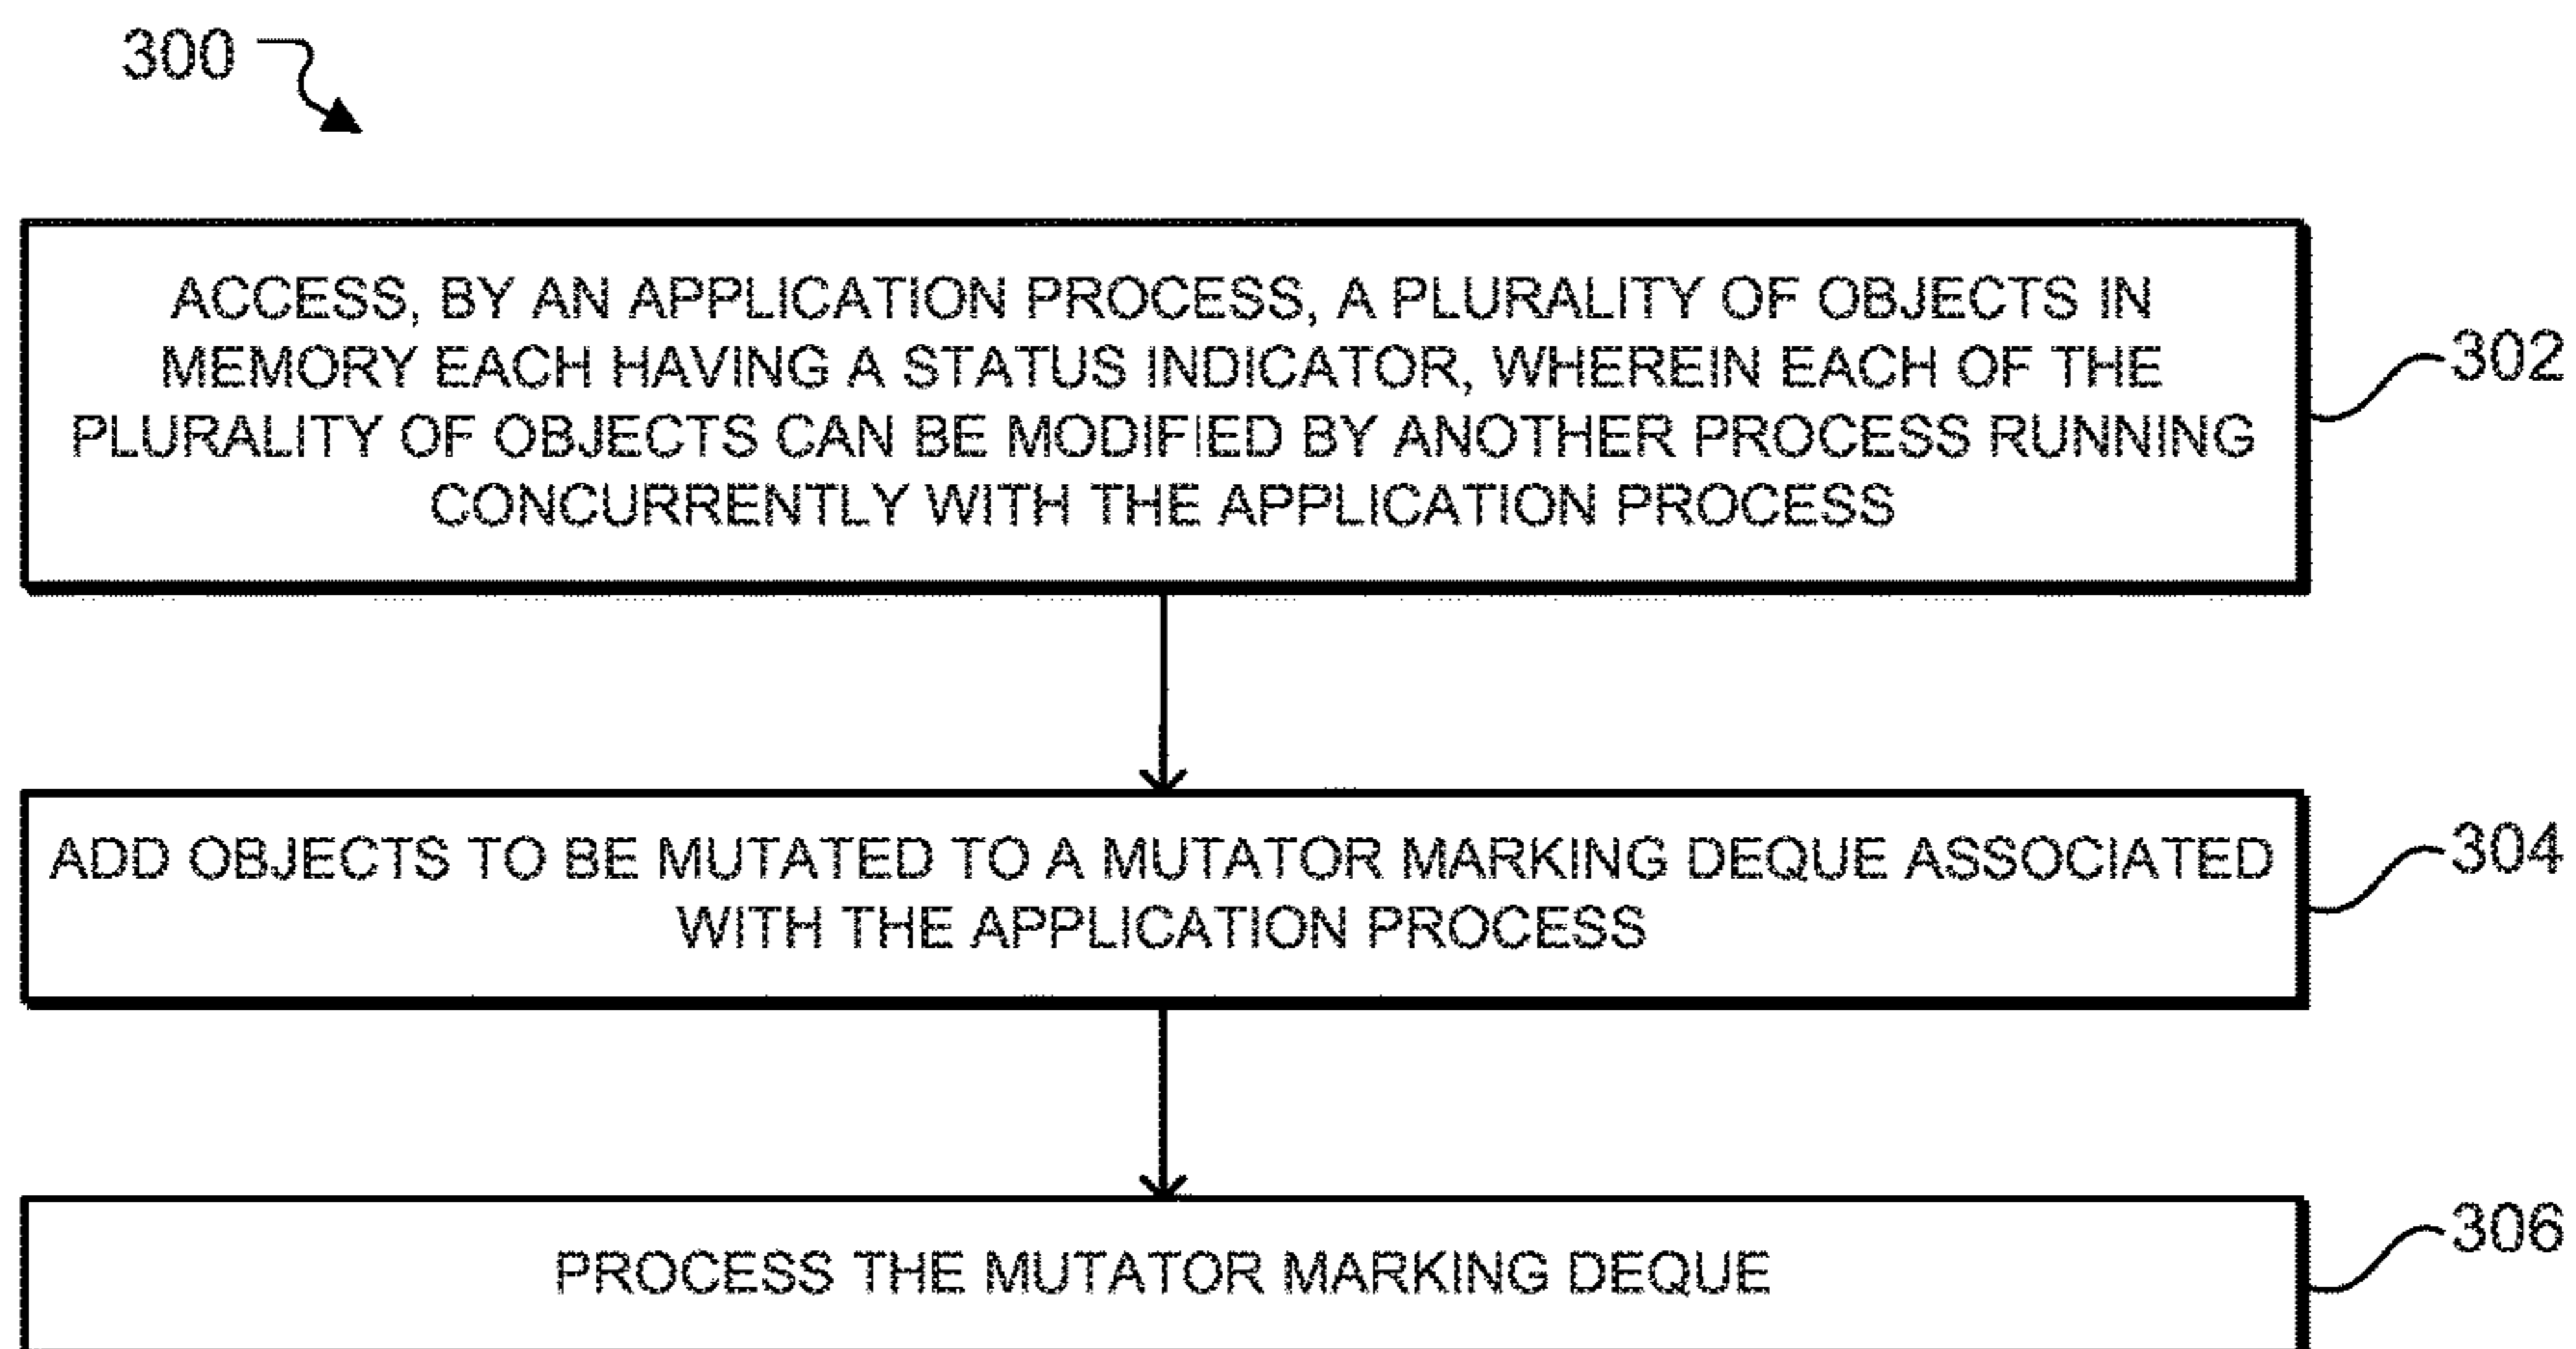 300
ACCESS, BY AN APPLICATION PROCESS, A PLURALITY OF OBJECTS IN
MEMORY EACH HAVING A STATUS INDICATOR, WHEREIN EACH OF THE
PLURALITY OF OBJECTS CAN BE MODIFIED BY ANOTHER PROCESS RUNNING
CONCURRENTLY WITH THE APPLICATION PROCESS
302
ADD OBJECTS TO BE MUTATED TO A MUTATOR MARKING DEQUE ASSOCIATED
WITH THE APPLICATION PROCESS
304
PROCESS THE MUTATOR MARKING DEQUE
306